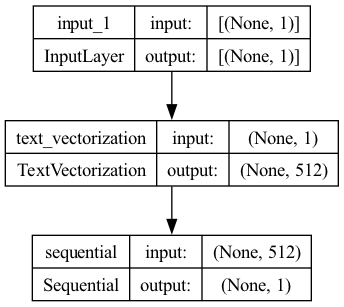 input_1 input: [(None, 1)]
InputLayer output: [(None, 1)]
text_vectorization input: (None, 1)
TextVectorization output: (None, 512)
sequential input: (None, 512)
Sequential output: (None, 1)